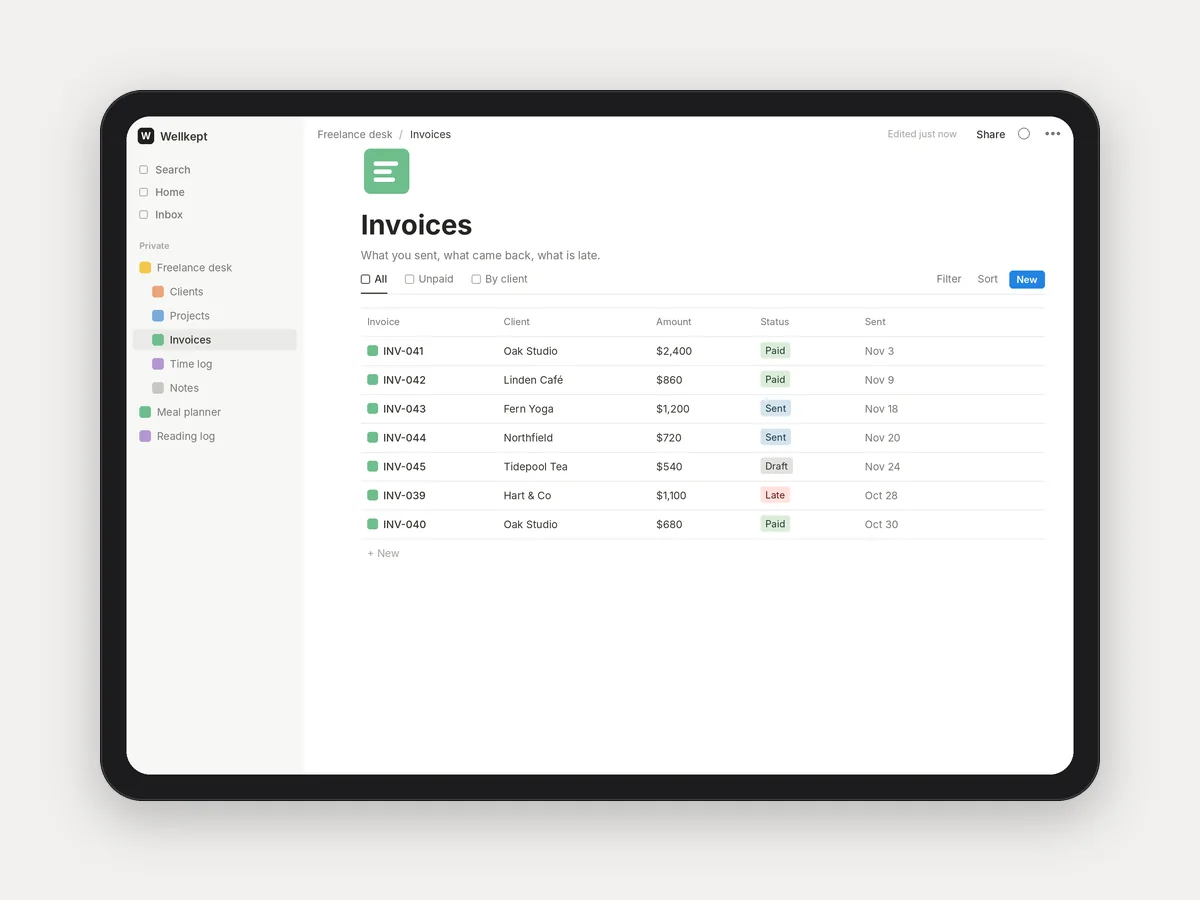 W Wellkept
Search
Home
Inbox
Private
Freelance desk
Clients
Projects
Invoices
Time log
Notes
Meal planner
Reading log
Freelance desk / Invoices
Edited just now Share •••
Invoices
What you sent, what came back, what is late.
All Unpaid By client
Filter Sort New
Invoice Client Amount Status Sent
INV-041 Oak Studio $2,400 Paid Nov 3
INV-042 Linden Café $860 Paid Nov 9
INV-043 Fern Yoga $1,200 Sent Nov 18
INV-044 Northfield $720 Sent Nov 20
INV-045 Tidepool Tea $540 Draft Nov 24
INV-039 Hart & Co $1,100 Late Oct 28
INV-040 Oak Studio $680 Paid Oct 30
+ New